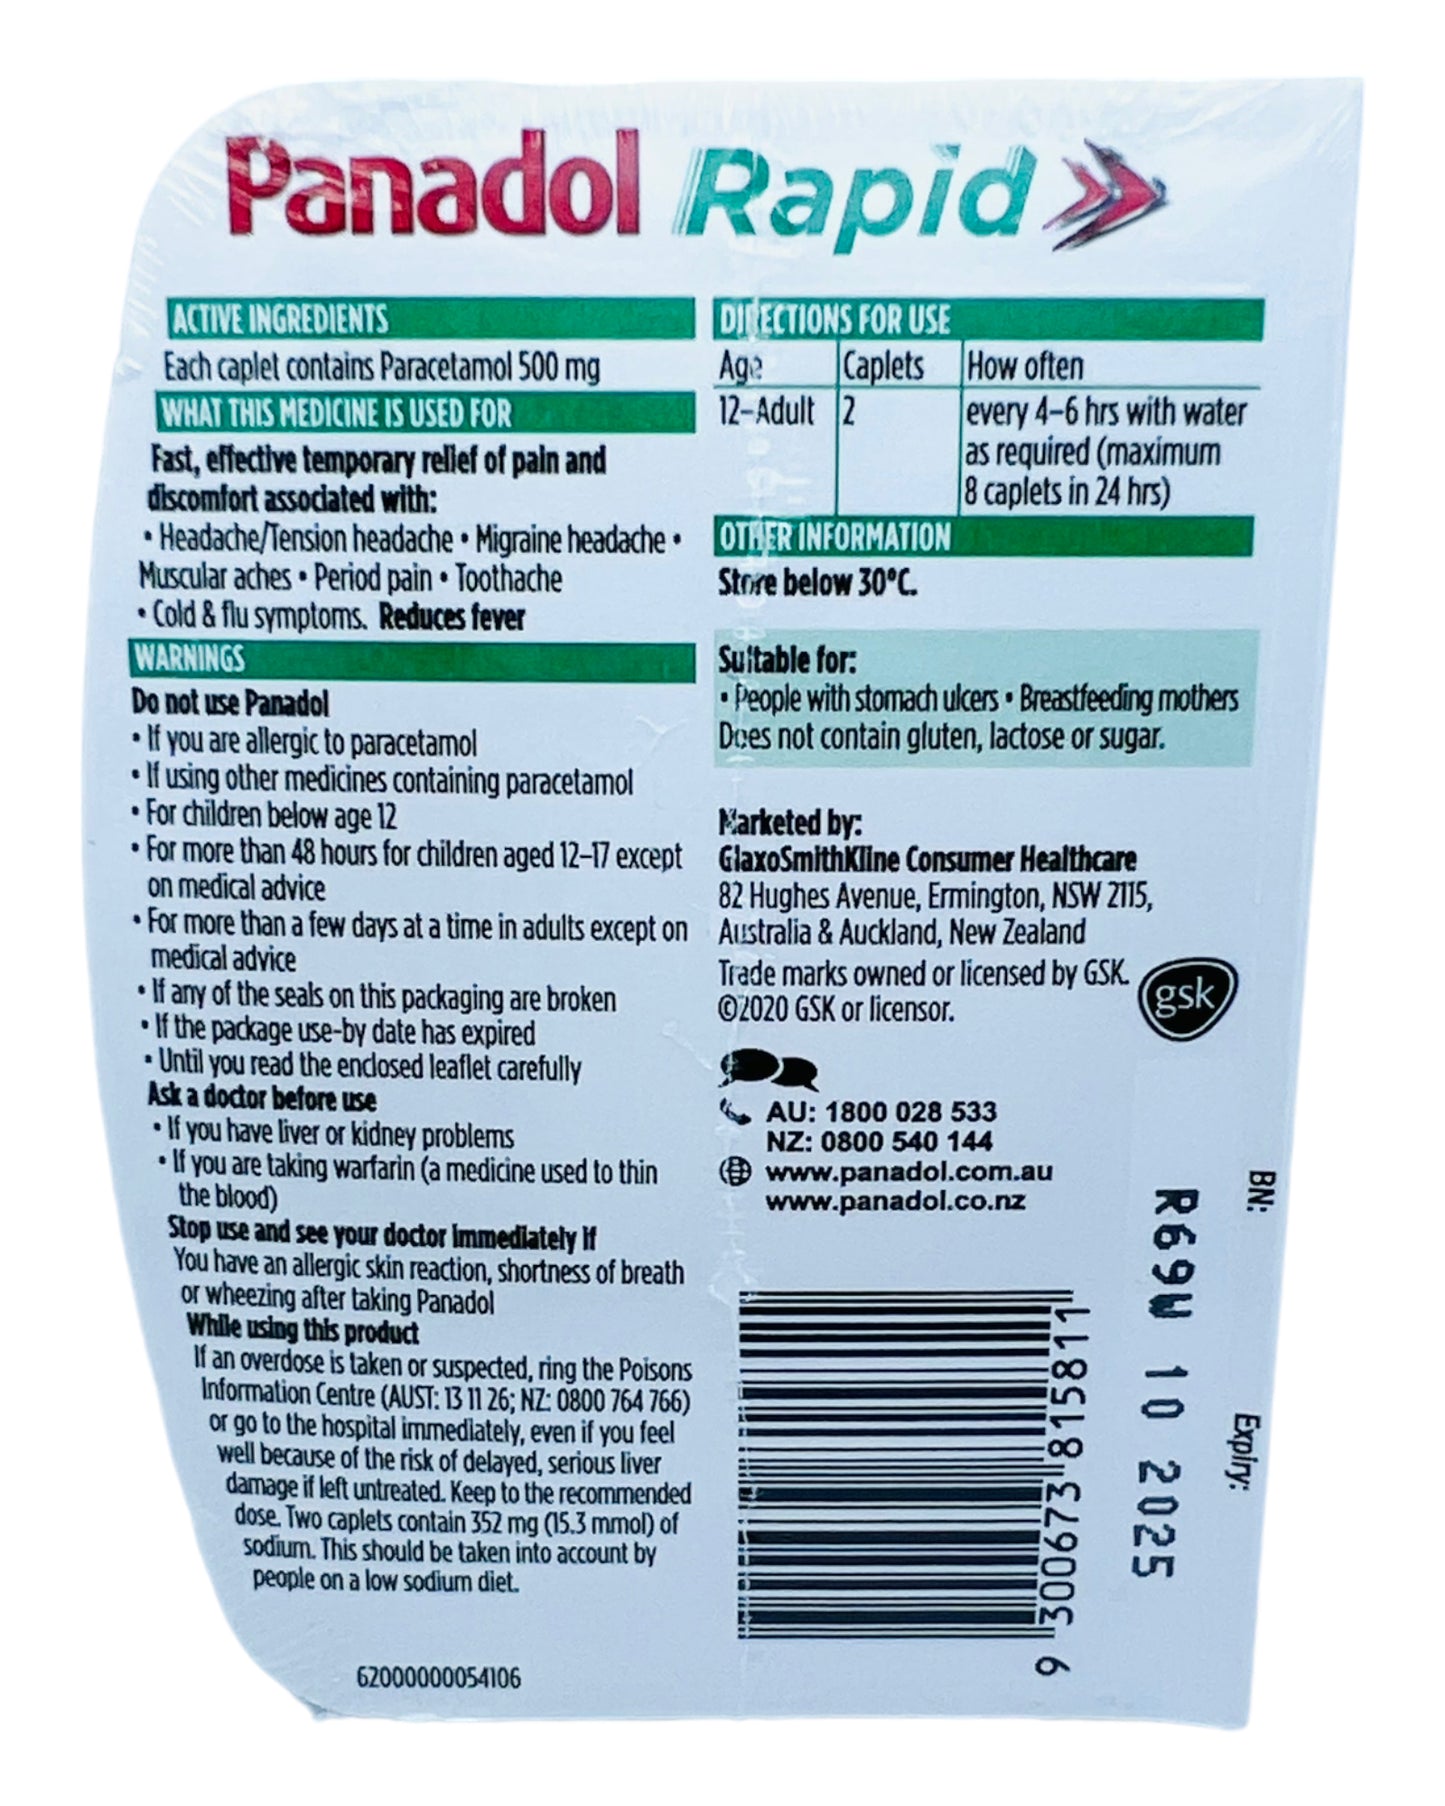 Panadol Rapid
ACTIVE INGREDIENTS
Each caplet contains Paracetamol 500 mg
WHAT THIS MEDICINE IS USED FOR
Fast, effective temporary relief of pain and
discomfort associated with:
• Headache/Tension headache • Migraine headache •
Muscular aches • Period pain • Toothache
• Cold & flu symptoms. Reduces fever
WARNINGS
Do not use Panadol
• If you are allergic to paracetamol
• If using other medicines containing paracetamol
• For children below age 12
• For more than 48 hours for children aged 12–17 except
on medical advice
• For more than a few days at a time in adults except on
medical advice
• If any of the seals on this packaging are broken
• If the package use-by date has expired
• Until you read the enclosed leaflet carefully
Ask a doctor before use
• If you have liver or kidney problems
• If you are taking warfarin (a medicine used to thin
the blood)
Stop use and see your doctor immediately if
You have an allergic skin reaction, shortness of breath
or wheezing after taking Panadol
While using this product
If an overdose is taken or suspected, ring the Poisons
Information Centre (AUST: 13 11 26; NZ: 0800 764 766)
or go to the hospital immediately, even if you feel
well because of the risk of delayed, serious liver
damage if left untreated. Keep to the recommended
dose. Two caplets contain 352 mg (15.3 mmol) of
sodium. This should be taken into account by
people on a low sodium diet.
62000000054106
DIRECTIONS FOR USE
Age Caplets How often
12–Adult 2 every 4–6 hrs with water
as required (maximum
8 caplets in 24 hrs)
OTHER INFORMATION
Store below 30°C.
Suitable for:
• People with stomach ulcers • Breastfeeding mothers
Does not contain gluten, lactose or sugar.
Marketed by:
GlaxoSmithKline Consumer Healthcare
82 Hughes Avenue, Ermington, NSW 2115,
Australia & Auckland, New Zealand
Trade marks owned or licensed by GSK.
©2020 GSK or licensor.
gsk
AU: 1800 028 533
NZ: 0800 540 144
www.panadol.com.au
www.panadol.co.nz
9 300673 815811
BN: Expiry:
R69W 10 2025